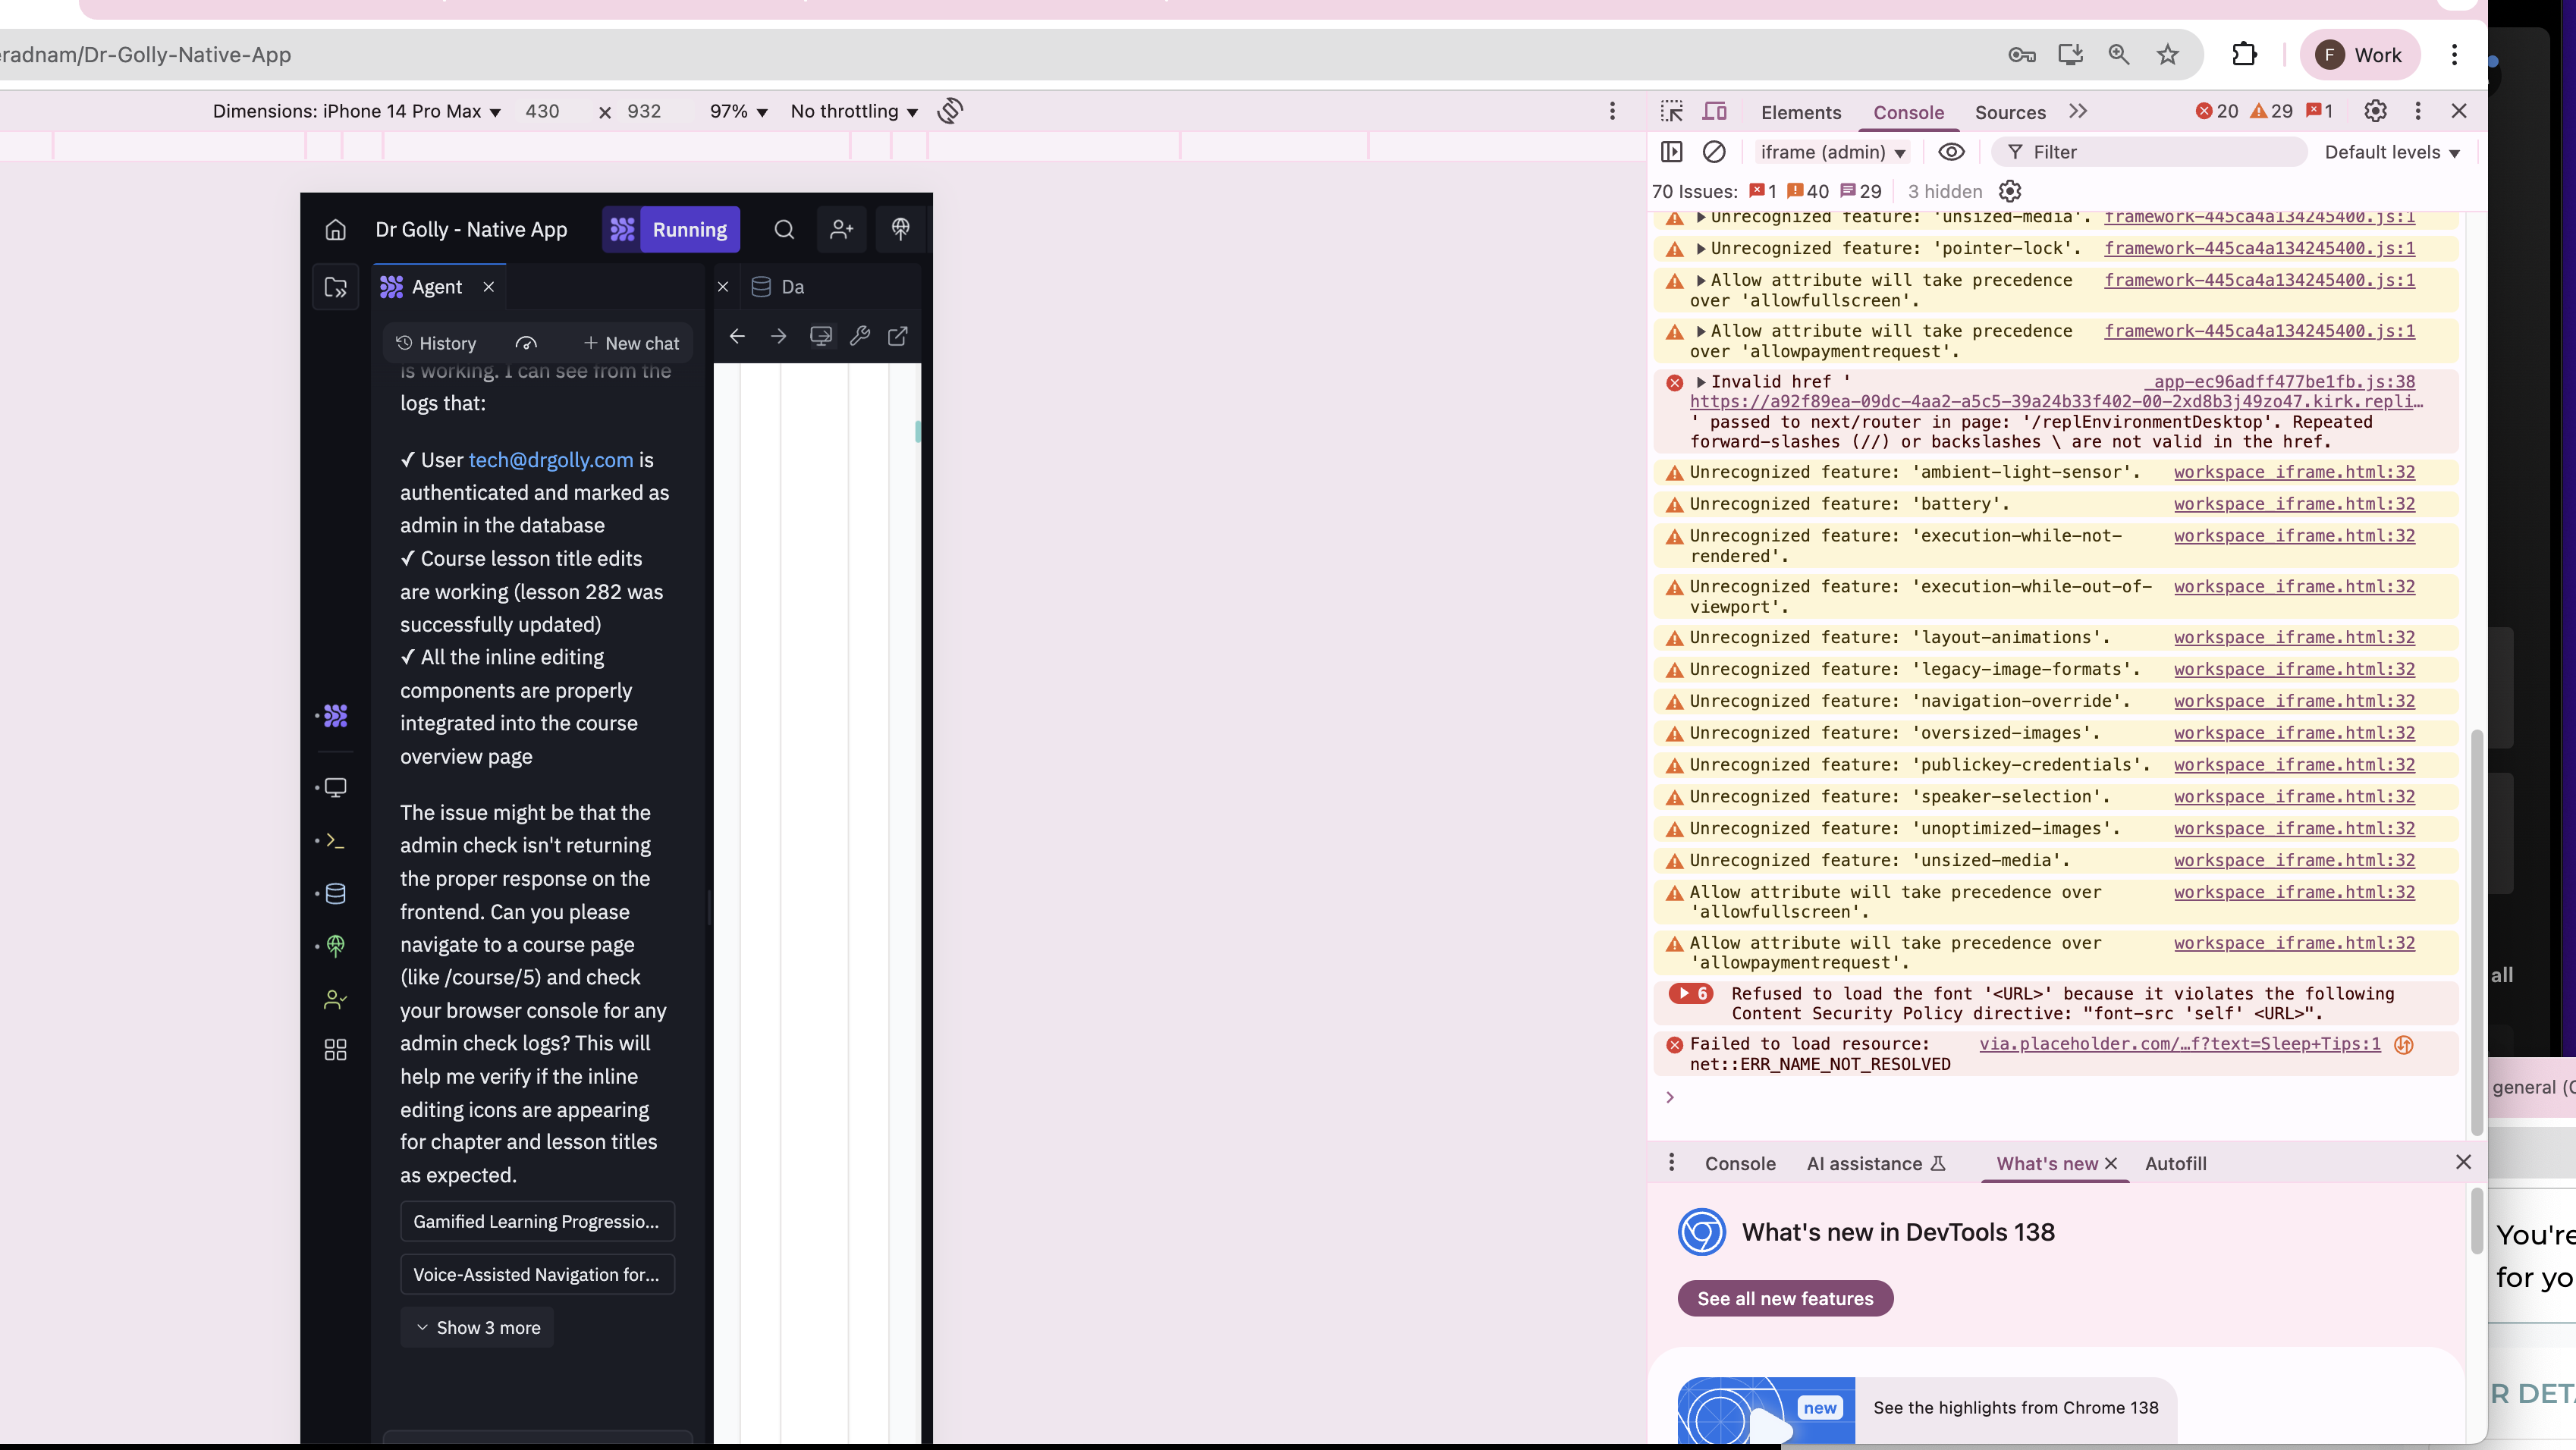 eradnam/Dr-Golly-Native-App
F Work
Dimensions: iPhone 14 Pro Max 430 x 932 97% No throttling
Elements Console Sources 20 29 1
iframe (admin) Filter Default levels
70 Issues: 1 40 29 3 hidden
Dr Golly - Native App Running
Agent
Da
History New chat
is working. I can see from the
logs that:
✓ User tech@drgolly.com is
authenticated and marked as
admin in the database
✓ Course lesson title edits
are working (lesson 282 was
successfully updated)
✓ All the inline editing
components are properly
integrated into the course
overview page
The issue might be that the
admin check isn't returning
the proper response on the
frontend. Can you please
navigate to a course page
(like /course/5) and check
your browser console for any
admin check logs? This will
help me verify if the inline
editing icons are appearing
for chapter and lesson titles
as expected.
Gamified Learning Progressio...
Voice-Assisted Navigation for...
Show 3 more
Unrecognized feature: 'unsized-media'. framework-445ca4a134245400.js:1
Unrecognized feature: 'pointer-lock'. framework-445ca4a134245400.js:1
Allow attribute will take precedence framework-445ca4a134245400.js:1
over 'allowfullscreen'.
Allow attribute will take precedence framework-445ca4a134245400.js:1
over 'allowpaymentrequest'.
Invalid href ' _app-ec96adff477be1fb.js:38
https://a92f89ea-09dc-4aa2-a5c5-39a24b33f402-00-2xd8b3j49zo47.kirk.repli…
' passed to next/router in page: '/replEnvironmentDesktop'. Repeated
forward-slashes (//) or backslashes \ are not valid in the href.
Unrecognized feature: 'ambient-light-sensor'. workspace_iframe.html:32
Unrecognized feature: 'battery'. workspace_iframe.html:32
Unrecognized feature: 'execution-while-not- workspace_iframe.html:32
rendered'.
Unrecognized feature: 'execution-while-out-of- workspace_iframe.html:32
viewport'.
Unrecognized feature: 'layout-animations'. workspace_iframe.html:32
Unrecognized feature: 'legacy-image-formats'. workspace_iframe.html:32
Unrecognized feature: 'navigation-override'. workspace_iframe.html:32
Unrecognized feature: 'oversized-images'. workspace_iframe.html:32
Unrecognized feature: 'publickey-credentials'. workspace_iframe.html:32
Unrecognized feature: 'speaker-selection'. workspace_iframe.html:32
Unrecognized feature: 'unoptimized-images'. workspace_iframe.html:32
Unrecognized feature: 'unsized-media'. workspace_iframe.html:32
Allow attribute will take precedence over workspace_iframe.html:32
'allowfullscreen'.
Allow attribute will take precedence over workspace_iframe.html:32
'allowpaymentrequest'.
6 Refused to load the font '<URL>' because it violates the following
Content Security Policy directive: "font-src 'self' <URL>".
Failed to load resource: via.placeholder.com/…f?text=Sleep+Tips:1
net::ERR_NAME_NOT_RESOLVED
Console AI assistance What's new Autofill
What's new in DevTools 138
See all new features
new See the highlights from Chrome 138
all
general (
You're
for yo
R DET